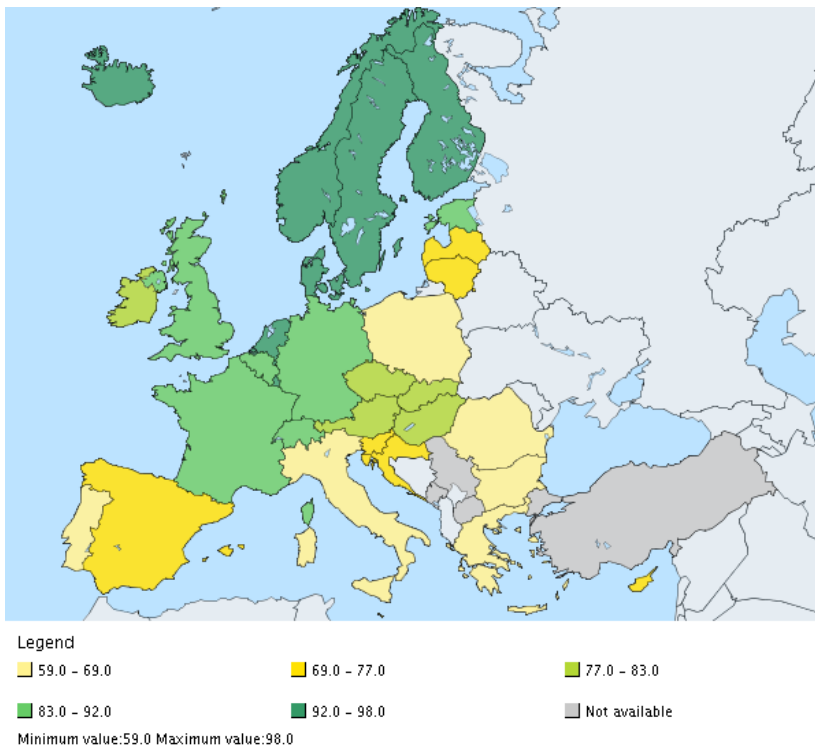 Legend
59.0 - 69.0
69.0 - 77.0
77.0 - 83.0
83.0 - 92.0
92.0 - 98.0
Not available
Minimum value:59.0 Maximum value:98.0